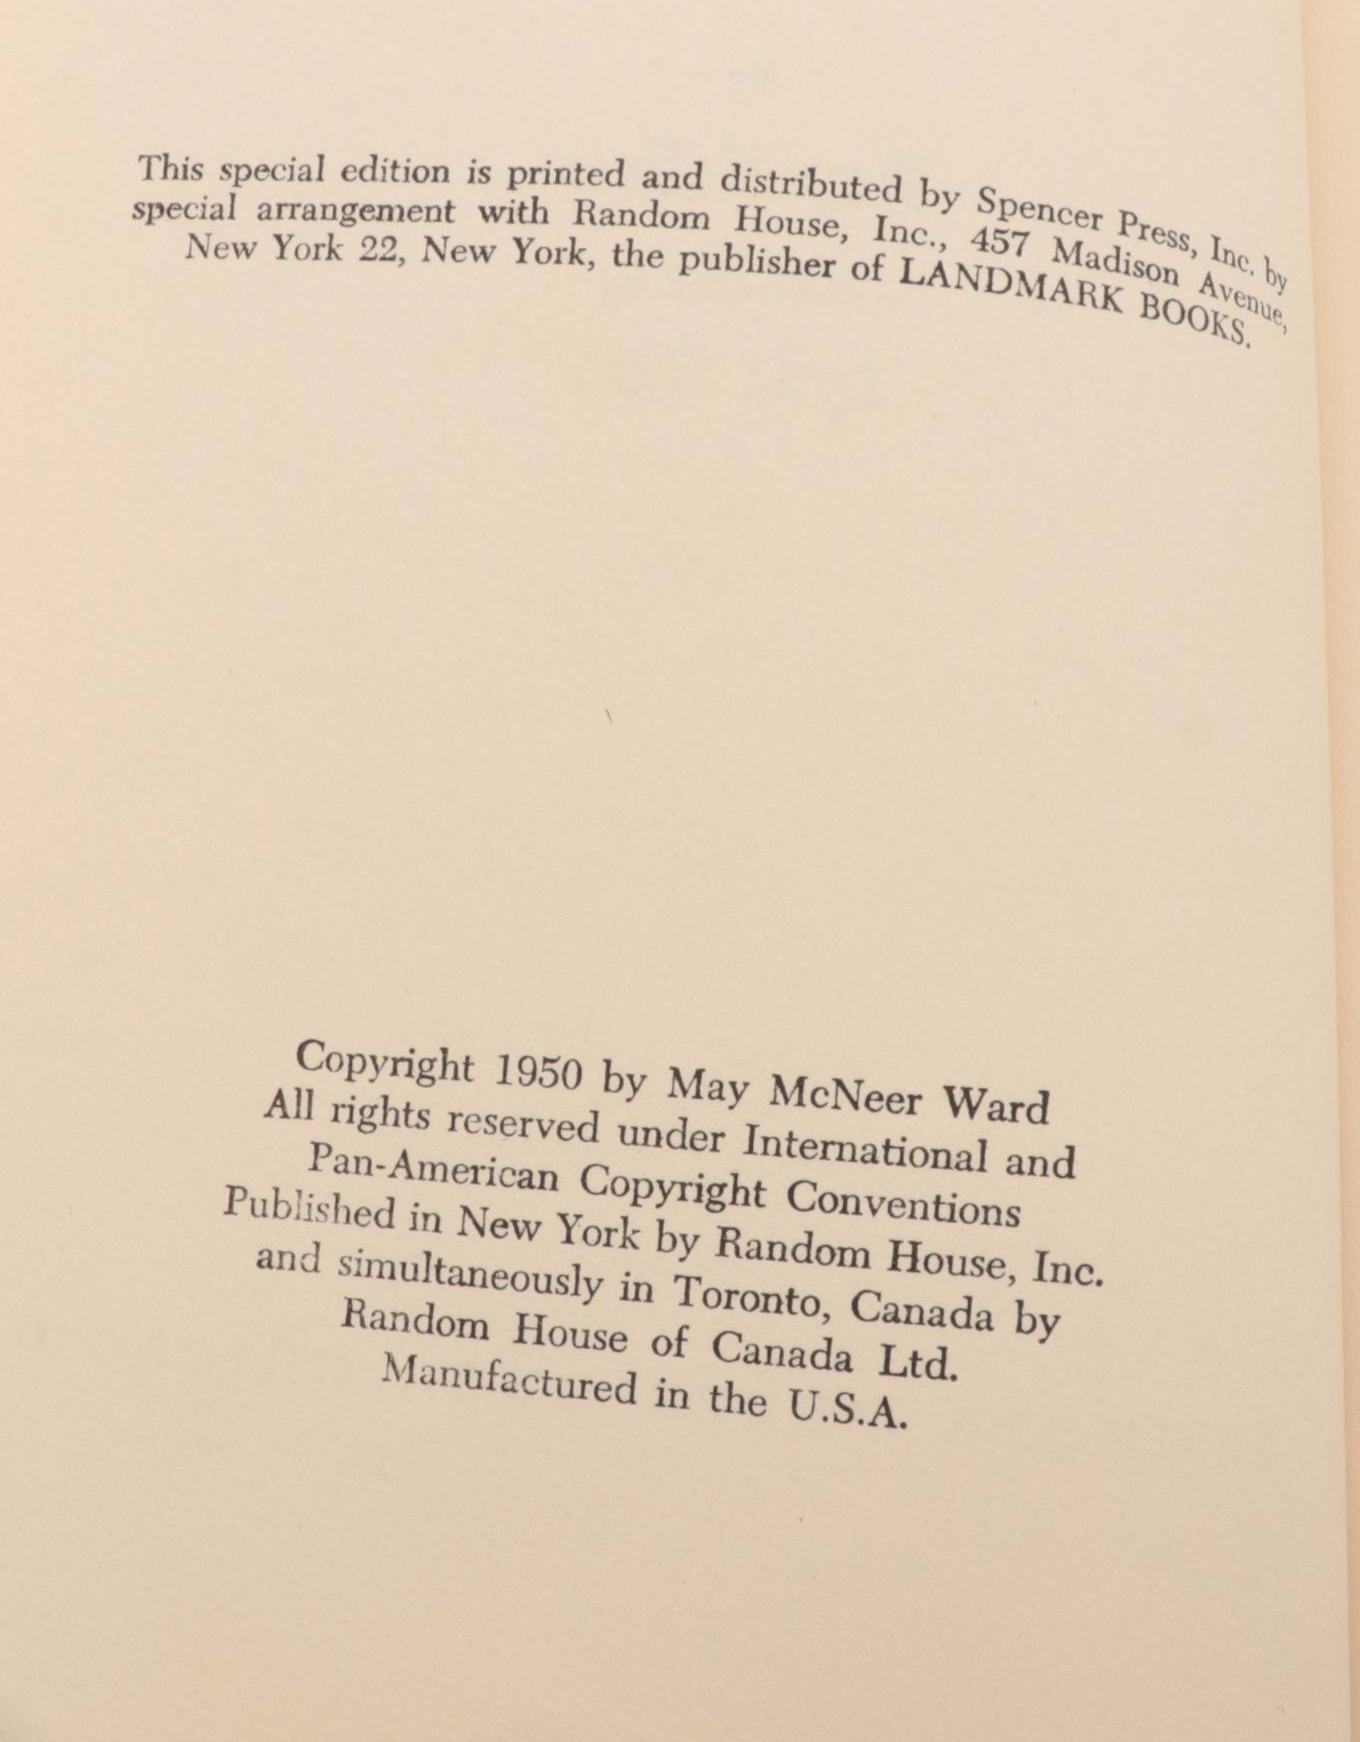 This special edition is printed and distributed by Spencer Press, Inc. by
special arrangement with Random House, Inc., 457 Madison Avenue,
New York 22, New York, the publisher of LANDMARK BOOKS.
Copyright 1950 by May McNeer Ward
All rights reserved under International and
Pan-American Copyright Conventions
Published in New York by Random House, Inc.
and simultaneously in Toronto, Canada by
Random House of Canada Ltd.
Manufactured in the U.S.A.